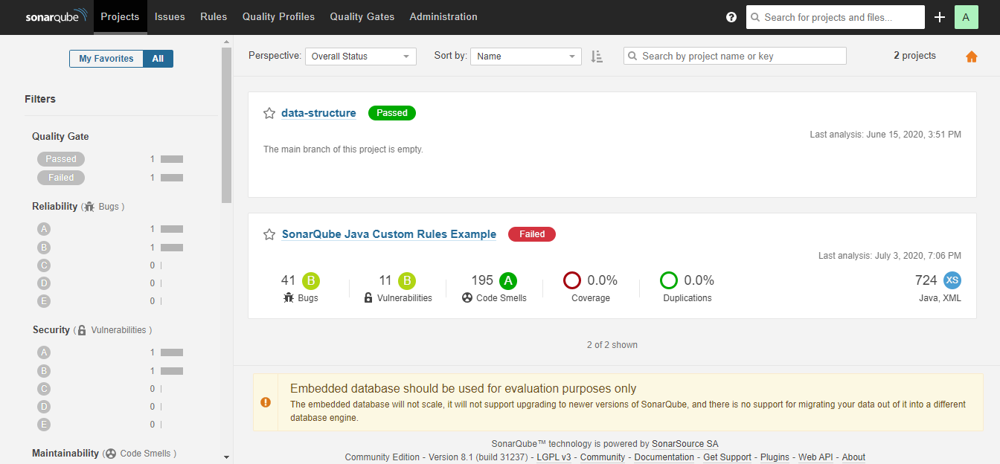 sonarqube Projects Issues Rules Quality Profiles Quality Gates Administration ? Search for projects and files... + A
My Favorites All
Perspective: Overall Status Sort by: Name Search by project name or key 2 projects
Filters
Quality Gate
Passed 1
Failed 1
Reliability ( Bugs )
A 1
B 1
C 0
D 0
E 0
Security ( Vulnerabilities )
A 1
B 1
C 0
D 0
E 0
Maintainability ( Code Smells )
data-structure Passed
Last analysis: June 15, 2020, 3:51 PM
The main branch of this project is empty.
SonarQube Java Custom Rules Example Failed
Last analysis: July 3, 2020, 7:06 PM
41 B 11 B 195 A 0.0% 0.0% 724 XS
Bugs Vulnerabilities Code Smells Coverage Duplications Java, XML
2 of 2 shown
Embedded database should be used for evaluation purposes only
The embedded database will not scale, it will not support upgrading to newer versions of SonarQube, and there is no support for migrating your data out of it into a different
database engine.
SonarQube™ technology is powered by SonarSource SA
Community Edition - Version 8.1 (build 31237) - LGPL v3 - Community - Documentation - Get Support - Plugins - Web API - About